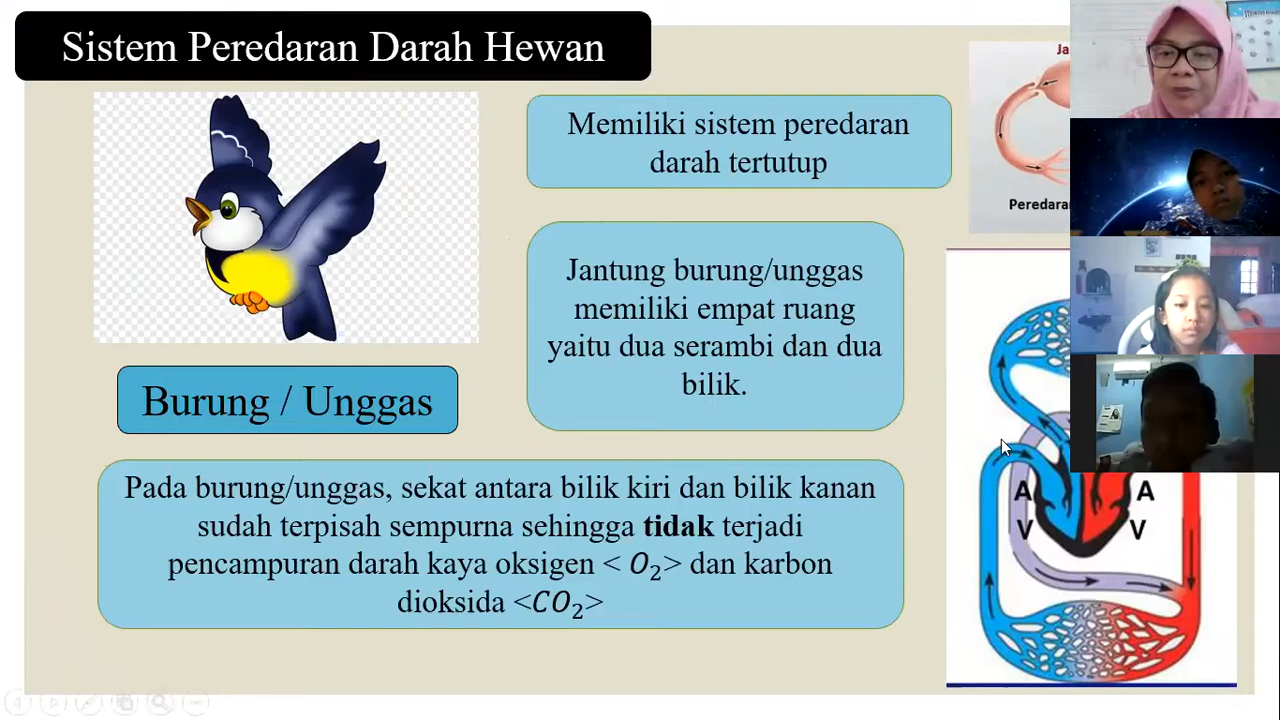 Sistem Peredaran Darah Hewan
Memiliki sistem peredaran
darah tertutup
Jantung burung/unggas
memiliki empat ruang
yaitu dua serambi dan dua
bilik.
Burung / Unggas
Pada burung/unggas, sekat antara bilik kiri dan bilik kanan
sudah terpisah sempurna sehingga tidak terjadi
pencampuran darah kaya oksigen < O₂> dan karbon
dioksida <CO₂>
A A
V V